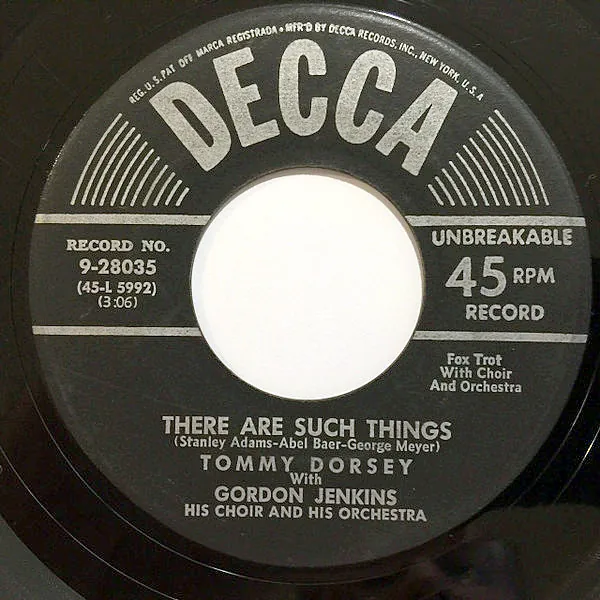 REG. U.S. PAT OFF MARCA REGISTRADA • MFR'D BY DECCA RECORDS, INC., NEW YORK, U.S.A
DECCA
RECORD NO.
9-28035
(45-L 5992)
(3:06)
UNBREAKABLE
45 RPM
RECORD
Fox Trot
With Choir
And Orchestra
THERE ARE SUCH THINGS
(Stanley Adams-Abel Baer-George Meyer)
TOMMY DORSEY
With
GORDON JENKINS
HIS CHOIR AND HIS ORCHESTRA